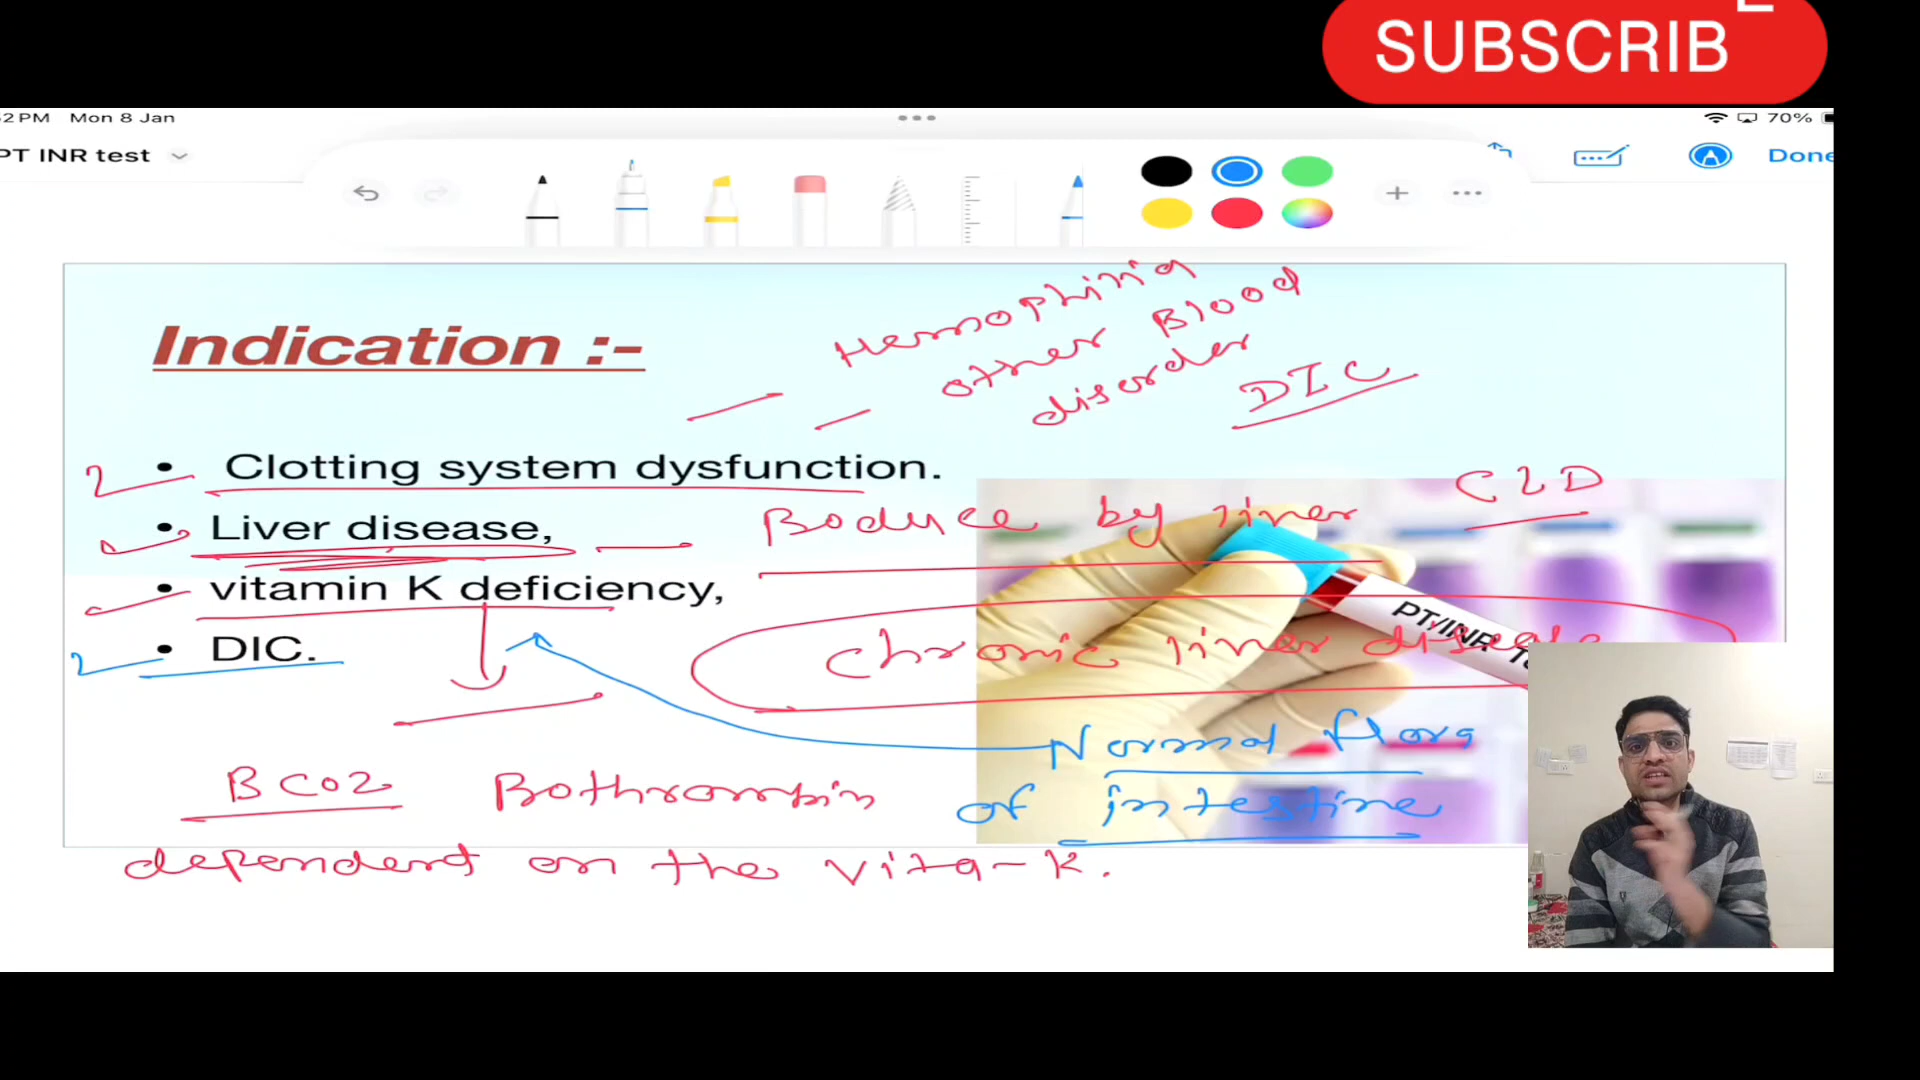 SUBSCRIB
52 PM Mon 8 Jan
70%
PT INR test
Done
Hemophilia
other Blood
disorder
DIC
Indication :-
• Clotting system dysfunction.
CLD
• Liver disease,
Produce by liver
• vitamin K deficiency,
PT/INR
Chronic liver disease
• DIC.
Normal flora
of intestine
Prothrombin
dependent on the Vita-K.